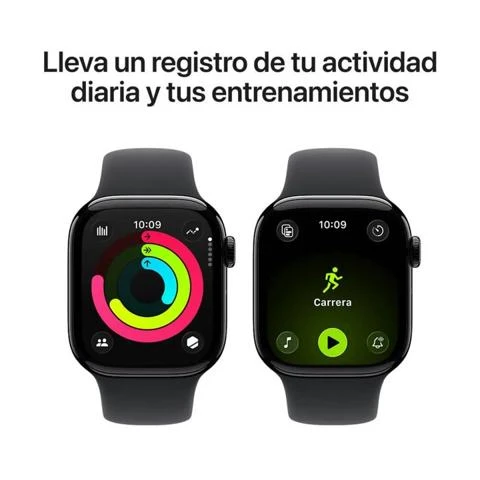 Lleva un registro de tu actividad
diaria y tus entrenamientos
10:09
10:09
Carrera